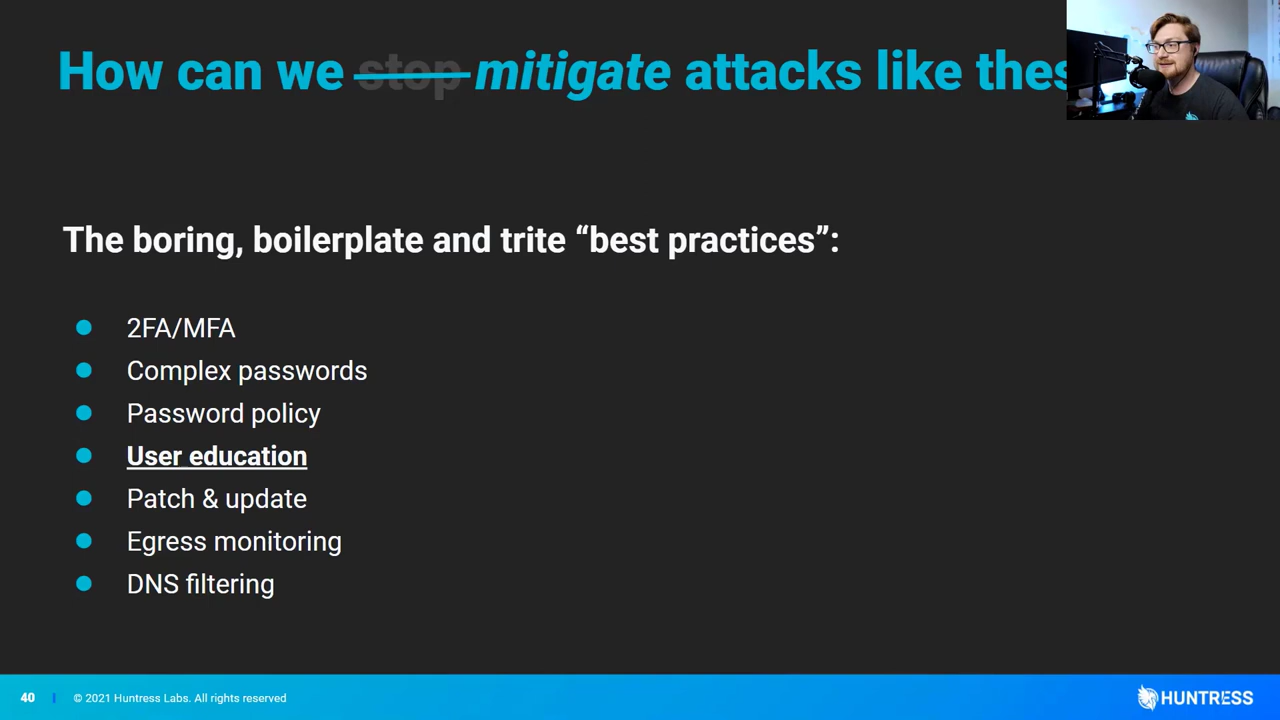 How can we stop mitigate attacks like thes
The boring, boilerplate and trite “best practices”:
2FA/MFA
Complex passwords
Password policy
User education
Patch & update
Egress monitoring
DNS filtering
40 | © 2021 Huntress Labs. All rights reserved
HUNTRESS